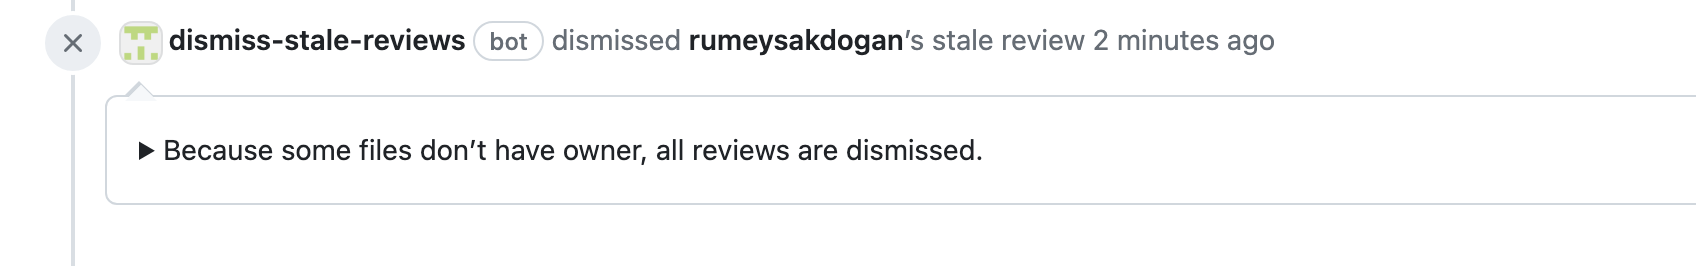 dismiss-stale-reviews bot dismissed rumeysakdogan’s stale review 2 minutes ago
Because some files don’t have owner, all reviews are dismissed.